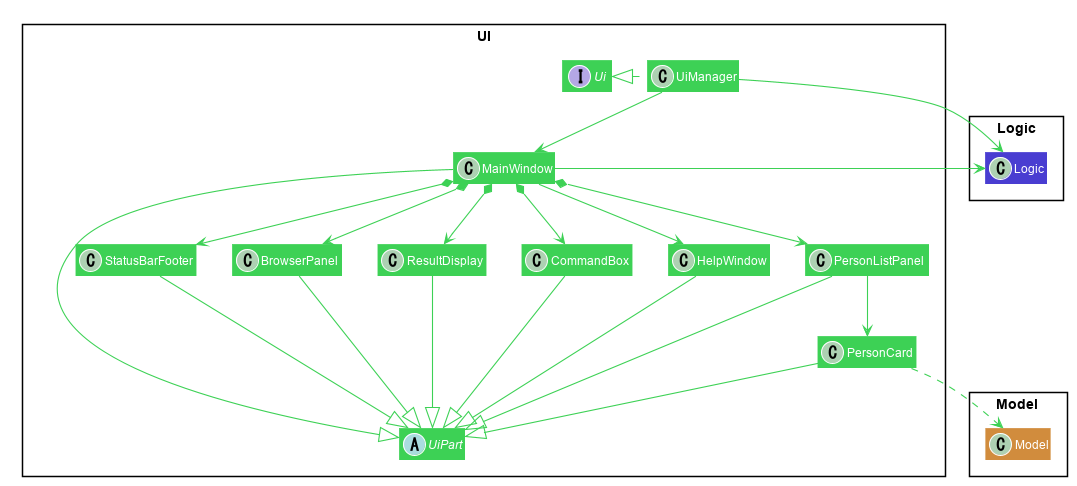 UI
I Ui
C UiManager
Logic
C MainWindow
C Logic
C StatusBarFooter
C BrowserPanel
C ResultDisplay
C CommandBox
C HelpWindow
C PersonListPanel
C PersonCard
Model
A UiPart
C Model